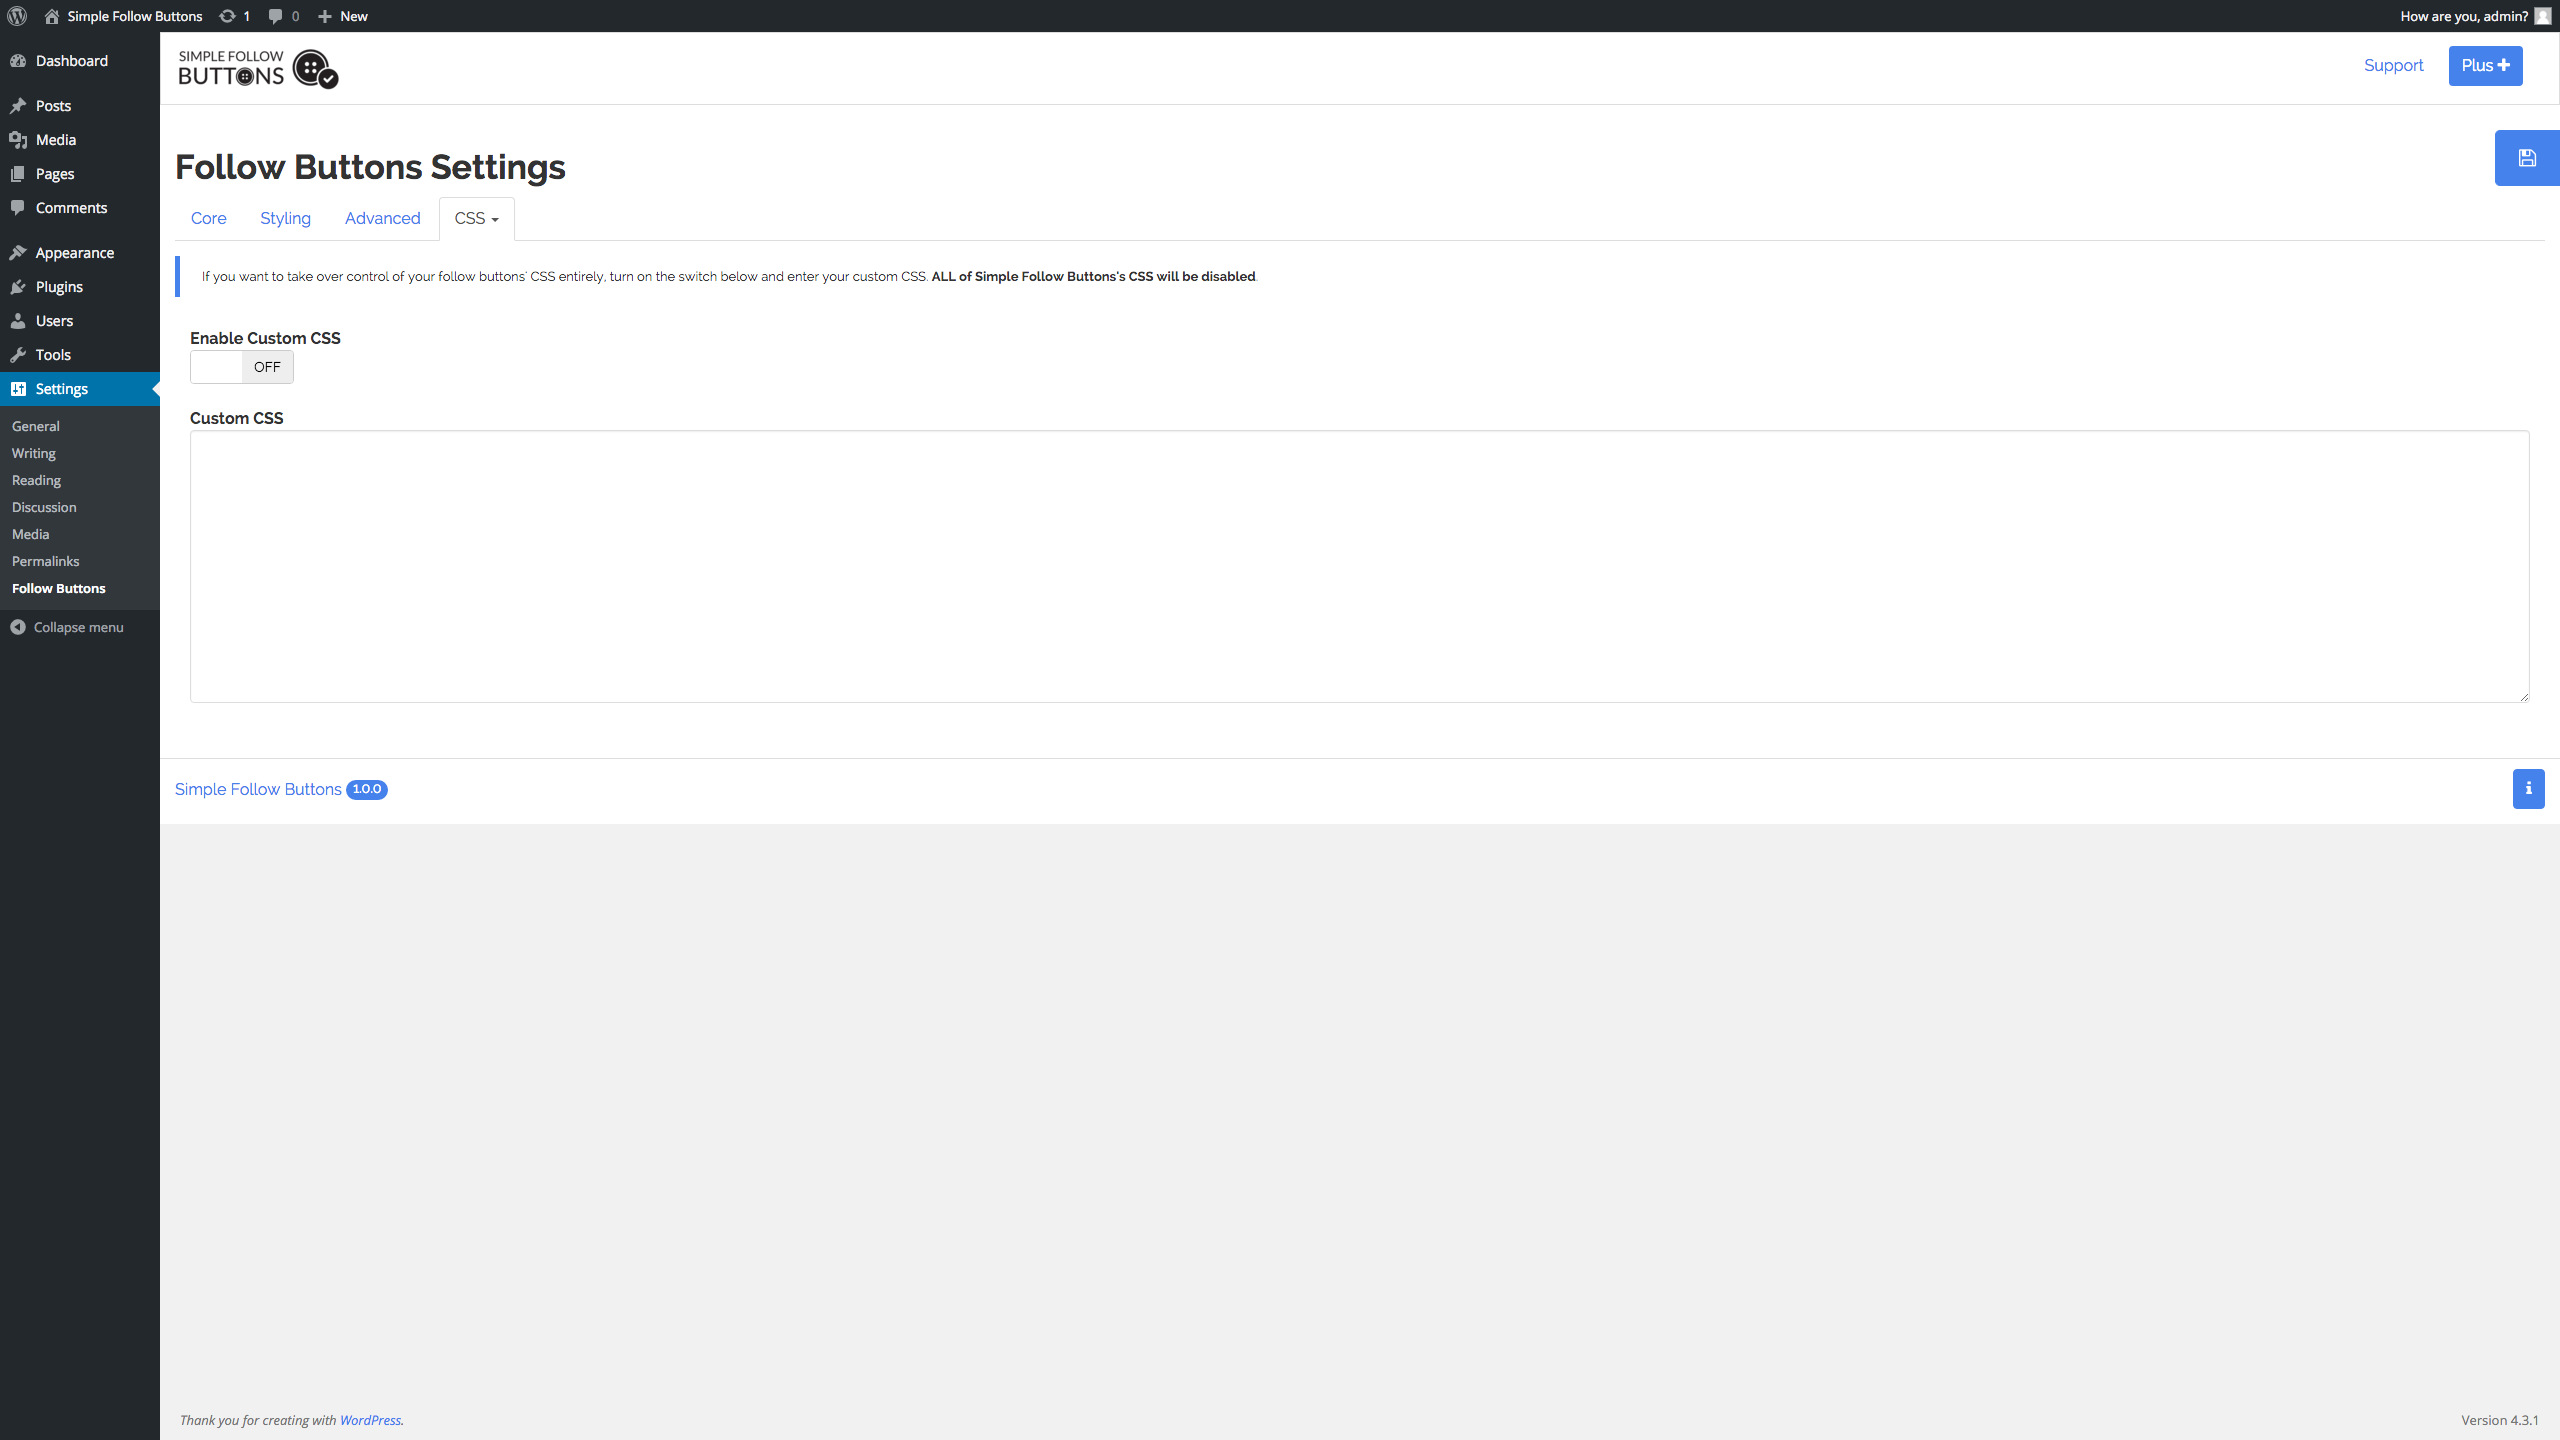 Simple Follow Buttons 1 0 New
How are you, admin?
Dashboard
Posts
Media
Pages
Comments
Appearance
Plugins
Users
Tools
Settings
General
Writing
Reading
Discussion
Media
Permalinks
Follow Buttons
Collapse menu
SIMPLE FOLLOW
BUTTONS
Support
Plus
Follow Buttons Settings
Core Styling Advanced CSS
If you want to take over control of your follow buttons' CSS entirely, turn on the switch below and enter your custom CSS. ALL of Simple Follow Buttons's CSS will be disabled.
Enable Custom CSS
OFF
Custom CSS
Simple Follow Buttons 1.0.0
Thank you for creating with WordPress.
Version 4.3.1